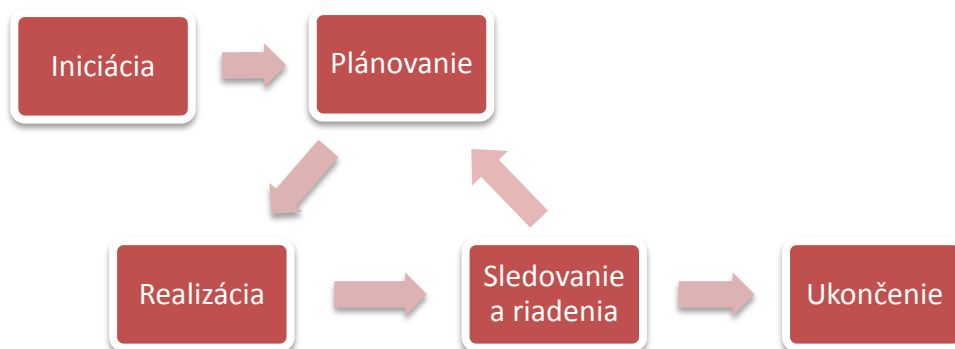 Iniciácia
Plánovanie
Realizácia
Sledovanie
a riadenia
Ukončenie